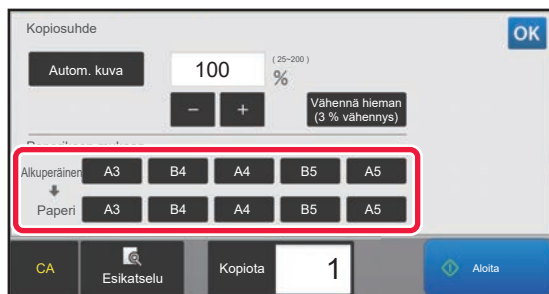 Kopiosuhde
OK
Autom. kuva
100
(25~200)
%
Vähennä hieman
(3 % vähennys)
Alkuperäinen A3 B4 A4 B5 A5
Paperi A3 B4 A4 B5 A5
CA
Esikatselu
Kopiota
1
Aloita